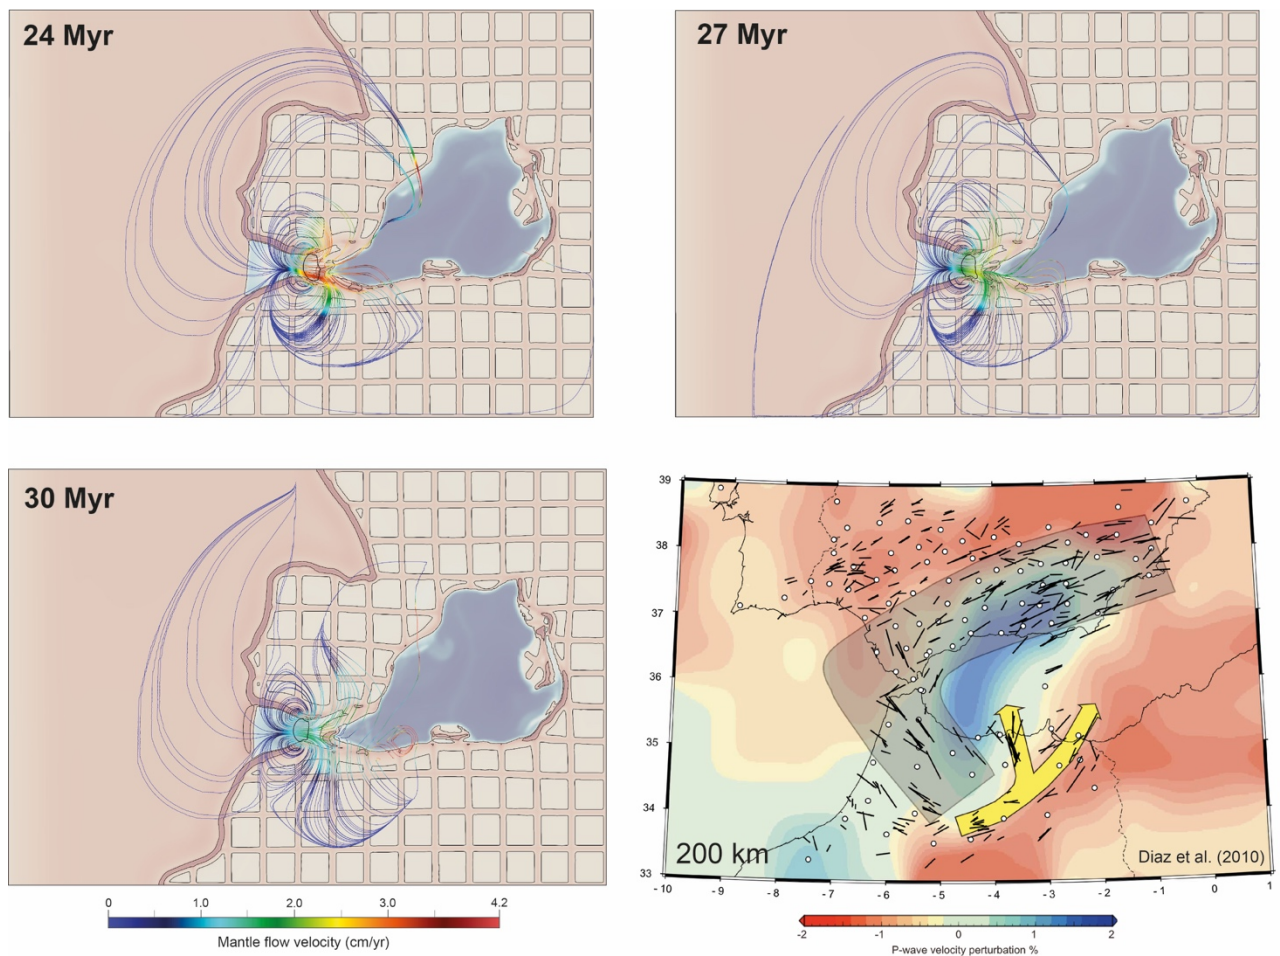 24 Myr
27 Myr
30 Myr
0 1.0 2.0 3.0 4.2
Mantle flow velocity (cm/yr)
39
38
37
36
35
34
33
200 km
Diaz et al. (2010)
-10 -9 -8 -7 -6 -5 -4 -3 -2 -1 0 1
-2 -1 0 1 2
P-wave velocity perturbation %